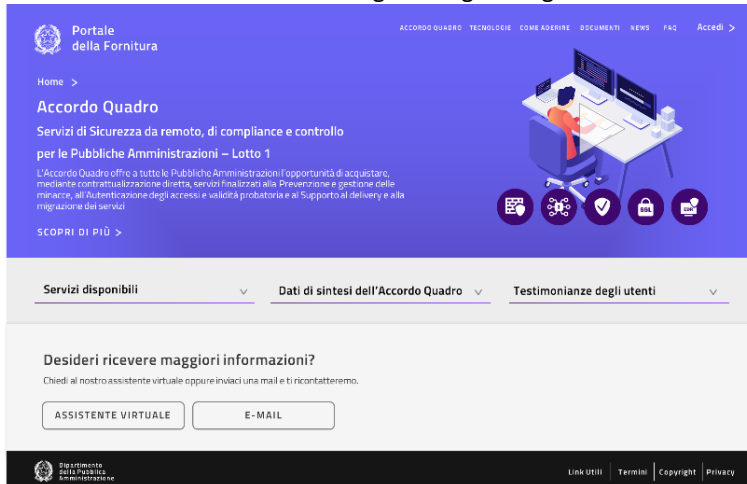 Portale
della Fornitura
ACCORDO QUADRO TECNOLOGIE COME ADERIRE DOCUMENTI NEWS FAQ Accedi >
Home >
Accordo Quadro
Servizi di Sicurezza da remoto, di compliance e controllo
per le Pubbliche Amministrazioni – Lotto 1
L'Accordo Quadro offre a tutte le Pubbliche Amministrazioni l'opportunità di acquistare,
mediante contrattualizzazione diretta, servizi finalizzati alla Prevenzione e gestione delle
minacce, all'Autenticazione degli accessi e validità probatoria e al Supporto al delivery e alla
migrazione dei servizi
SCOPRI DI PIÙ >
SSL
EDR
Servizi disponibili
Dati di sintesi dell'Accordo Quadro
Testimonianze degli utenti
Desideri ricevere maggiori informazioni?
Chiedi al nostro assistente virtuale oppure inviaci una mail e ti ricontatteremo.
ASSISTENTE VIRTUALE
E-MAIL
Dipartimento
della Pubblica
Amministrazione
Link Utili Termini Copyright Privacy